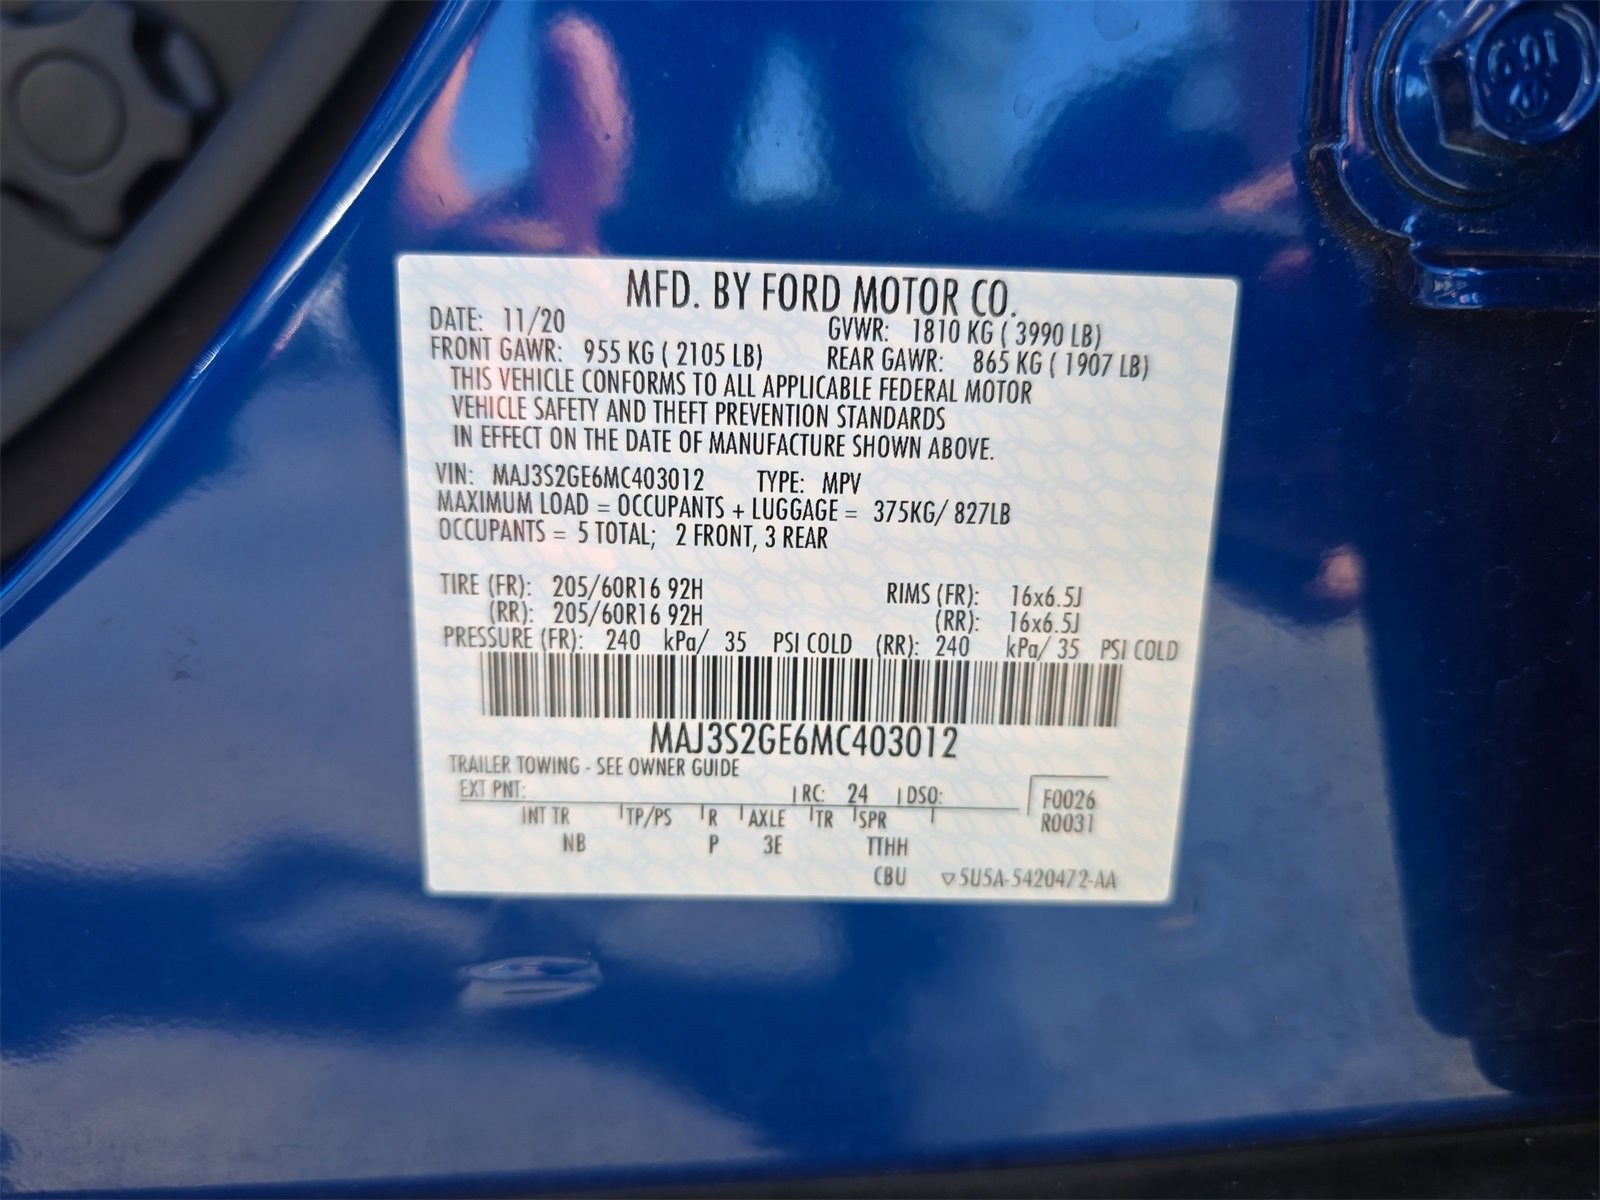 MFD. BY FORD MOTOR CO.
DATE: 11/20 GVWR: 1810 KG ( 3990 LB)
FRONT GAWR: 955 KG ( 2105 LB) REAR GAWR: 865 KG ( 1907 LB)
THIS VEHICLE CONFORMS TO ALL APPLICABLE FEDERAL MOTOR
VEHICLE SAFETY AND THEFT PREVENTION STANDARDS
IN EFFECT ON THE DATE OF MANUFACTURE SHOWN ABOVE.
VIN: MAJ3S2GE6MC403012 TYPE: MPV
MAXIMUM LOAD = OCCUPANTS + LUGGAGE = 375KG/ 827LB
OCCUPANTS = 5 TOTAL; 2 FRONT, 3 REAR
TIRE (FR): 205/60R16 92H RIMS (FR): 16x6.5J
(RR): 205/60R16 92H (RR): 16x6.5J
PRESSURE (FR): 240 kPa/ 35 PSI COLD (RR): 240 kPa/ 35 PSI COLD
MAJ3S2GE6MC403012
TRAILER TOWING - SEE OWNER GUIDE
EXT PNT: RC: 24 DSO: F0026
INT TR TP/PS R AXLE TR SPR R0031
NB P 3E TTHH
CBU ▽5U5A-5420472-AA